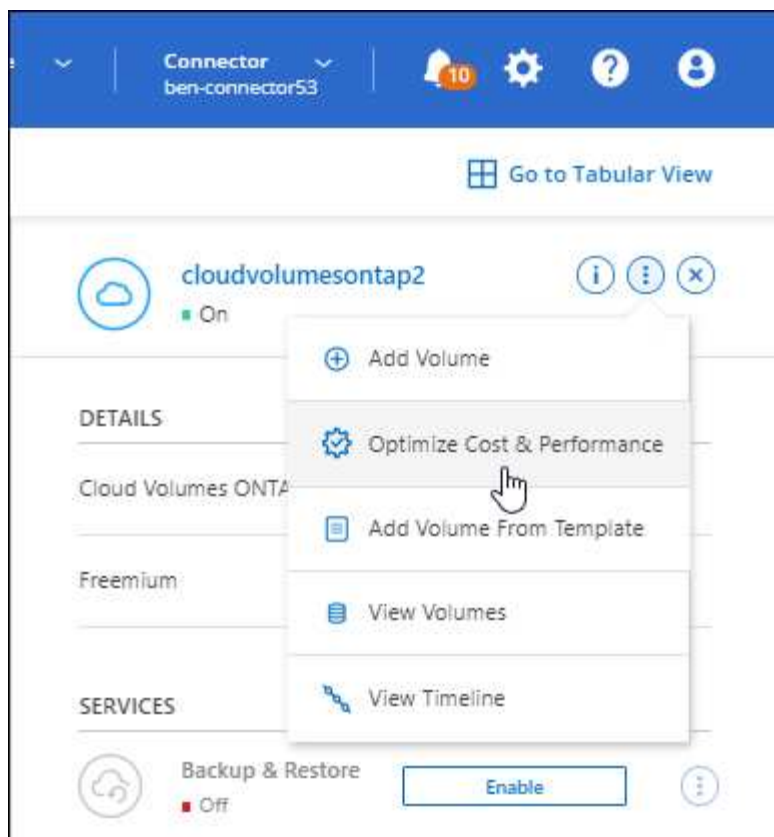 Connector
ben-connector53
10
Go to Tabular View
cloudvolumesontap2
On
Add Volume
DETAILS
Optimize Cost & Performance
Cloud Volumes ONTA
Add Volume From Template
Freemium
View Volumes
View Timeline
SERVICES
Backup & Restore
Enable
Off